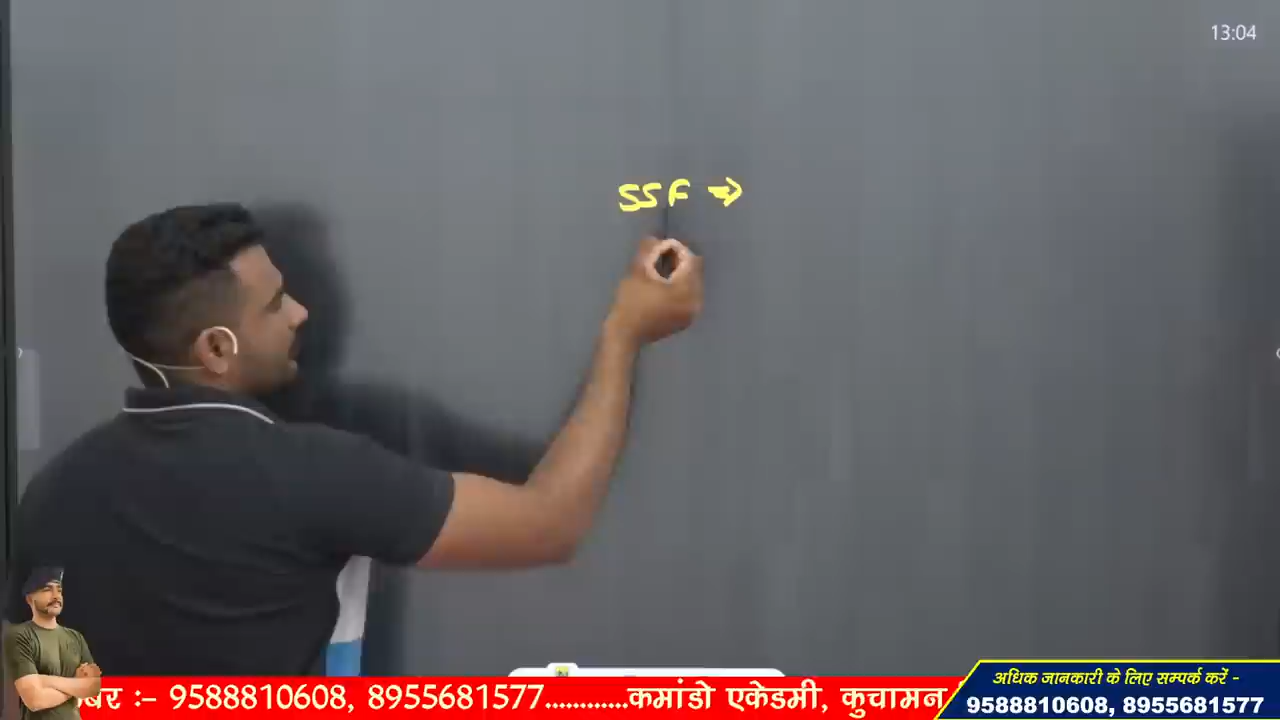 13:04
SSF ⇒
बर :- 9588810608, 8955681577............कमांडो एकेडमी, कुचामन
अधिक जानकारी के लिए सम्पर्क करें -
9588810608, 8955681577